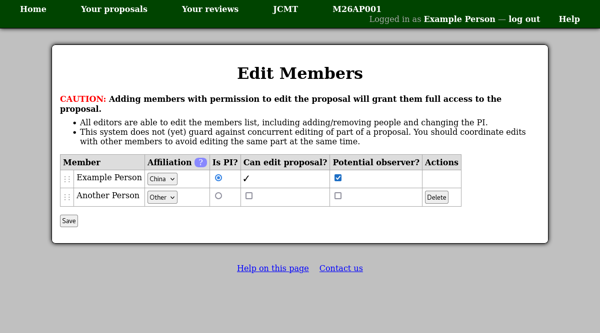 Home Your proposals Your reviews JCMT M26AP001
Logged in as Example Person — log out Help
Edit Members
CAUTION: Adding members with permission to edit the proposal will grant them full access to the
proposal.
• All editors are able to edit the members list, including adding/removing people and changing the PI.
• This system does not (yet) guard against concurrent editing of part of a proposal. You should coordinate edits
with other members to avoid editing the same part at the same time.
Member Affiliation ? Is PI? Can edit proposal? Potential observer? Actions
Example Person China ✓
Another Person Other Delete
Save
Help on this page Contact us